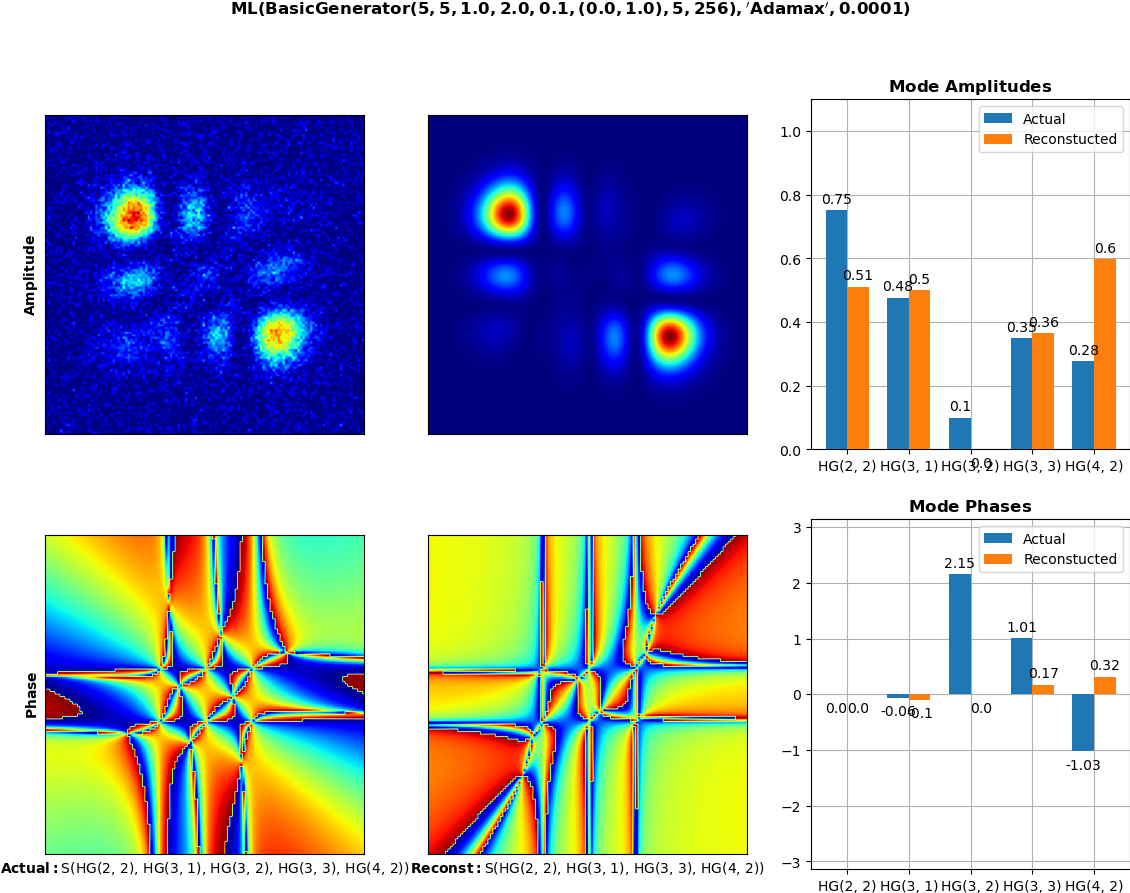 ML(BasicGenerator(5, 5, 1.0, 2.0, 0.1, (0.0, 1.0), 5, 256), 'Adamax', 0.0001)
Amplitude
Mode Amplitudes
Actual
Reconstucted
1.0
0.8
0.6
0.4
0.2
0.0
0.75
0.51
0.48
0.5
0.1
0.0
0.35
0.36
0.28
0.6
HG(2, 2) HG(3, 1) HG(3, 2) HG(3, 3) HG(4, 2)
Phase
Mode Phases
Actual
Reconstucted
3
2
1
0
−1
−2
−3
0.0
0.0
-0.06
-0.1
2.15
0.0
1.01
0.17
-1.03
0.32
HG(2, 2) HG(3, 1) HG(3, 2) HG(3, 3) HG(4, 2)
Actual: S(HG(2, 2), HG(3, 1), HG(3, 2), HG(3, 3), HG(4, 2))
Reconst: S(HG(2, 2), HG(3, 1), HG(3, 3), HG(4, 2))